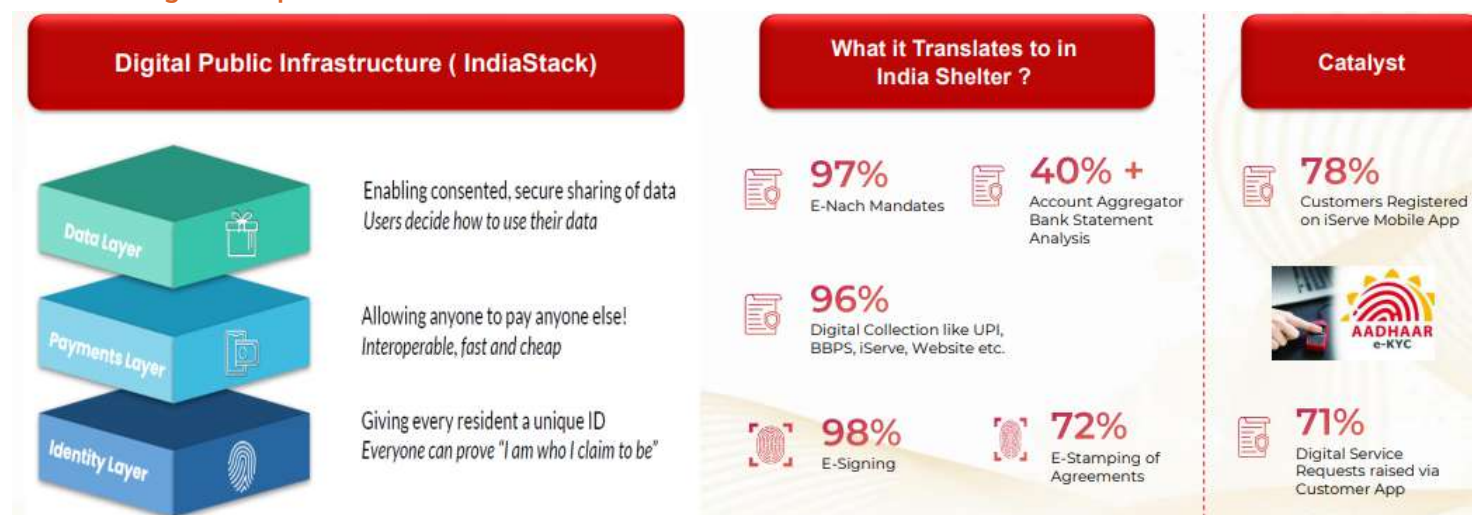 Digital Public Infrastructure ( IndiaStack)
Data Layer
Enabling consented, secure sharing of data
Users decide how to use their data
Payments Layer
Allowing anyone to pay anyone else!
Interoperable, fast and cheap
Identity Layer
Giving every resident a unique ID
Everyone can prove “I am who I claim to be”
What it Translates to in
India Shelter ?
97%
E-Nach Mandates
40% +
Account Aggregator
Bank Statement
Analysis
96%
Digital Collection like UPI,
BBPS, iServe, Website etc.
98%
E-Signing
72%
E-Stamping of
Agreements
Catalyst
78%
Customers Registered
on iServe Mobile App
AADHAAR
e-KYC
71%
Digital Service
Requests raised via
Customer App